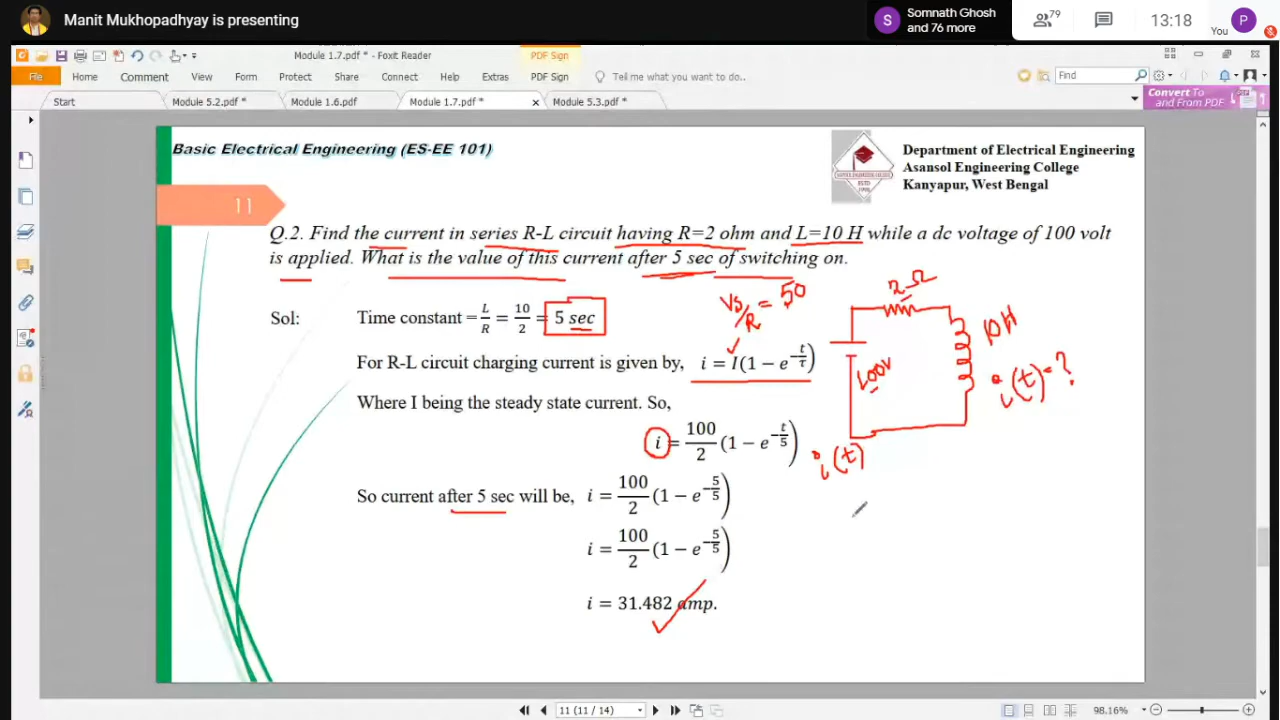 Manit Mukhopadhyay is presenting
S
Somnath Ghosh
and 76 more
79
13:18
You
P
Module 1.7.pdf * - Foxit Reader
PDF Sign
File
Home
Comment
View
Form
Protect
Share
Connect
Help
Extras
PDF Sign
Tell me what you want to do..
Find
Start
Module 5.2.pdf *
Module 1.6.pdf
Module 1.7.pdf *
Module 5.3.pdf *
Convert To
and From PDF
Basic Electrical Engineering (ES-EE 101)
Department of Electrical Engineering
Asansol Engineering College
Kanyapur, West Bengal
11
Q.2. Find the current in series R-L circuit having R=2 ohm and L=10 H while a dc voltage of 100 volt
is applied. What is the value of this current after 5 sec of switching on.
Vs/R = 50
2 Ω
10H
100V
i(t) = ?
Sol: Time constant = L/R = 10/2 = 5 sec
For R-L circuit charging current is given by, i = I(1 − e^−t/τ)
Where I being the steady state current. So,
i = 100/2 (1 − e^−t/5)
i(t)
So current after 5 sec will be, i = 100/2 (1 − e^−5/5)
i = 100/2 (1 − e^−5/5)
i = 31.482 amp.
11 (11 / 14)
98.16%